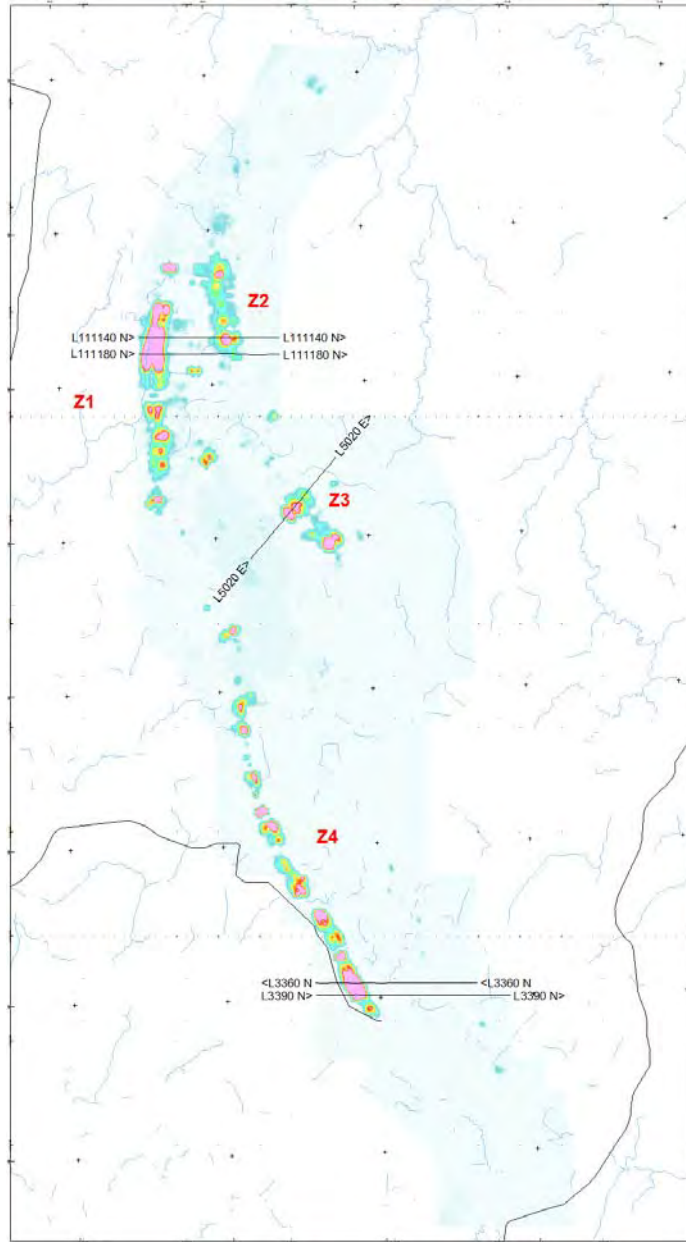 Z2
L111140 N> L111140 N>
L111180 N> L111180 N>
Z1
L5020 E>
Z3
L5020 E>
Z4
<L3360 N <L3360 N
L3390 N> L3390 N>